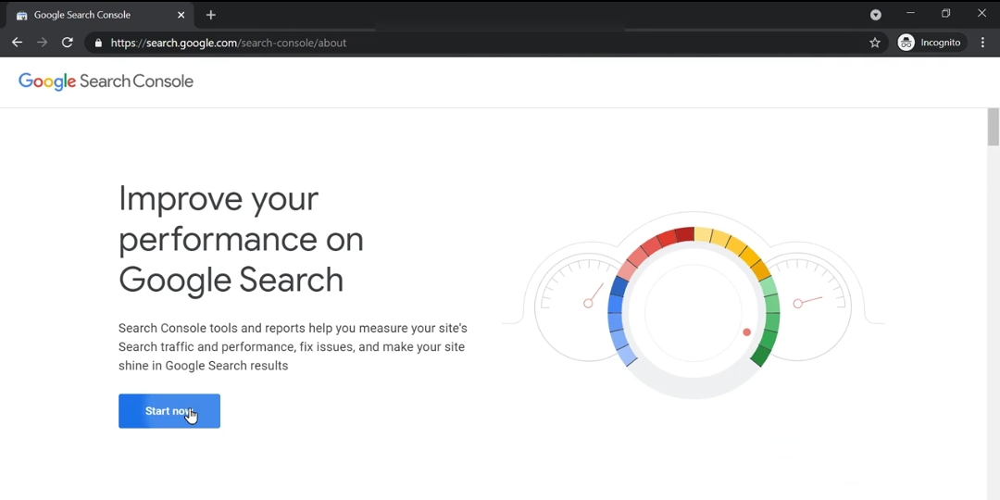 Google Search Console
https://search.google.com/search-console/about
Incognito
Google Search Console
Improve your
performance on
Google Search
Search Console tools and reports help you measure your site's
Search traffic and performance, fix issues, and make your site
shine in Google Search results
Start now